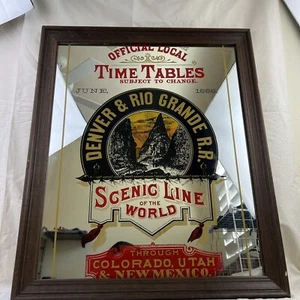 OFFICIAL LOCAL
TIME TABLES
SUBJECT TO CHANGE.
JUNE,
DENVER & RIO GRANDE R.R.
SCENIC LINE
OF THE
WORLD
THROUGH
COLORADO, UTAH
& NEW MEXICO.